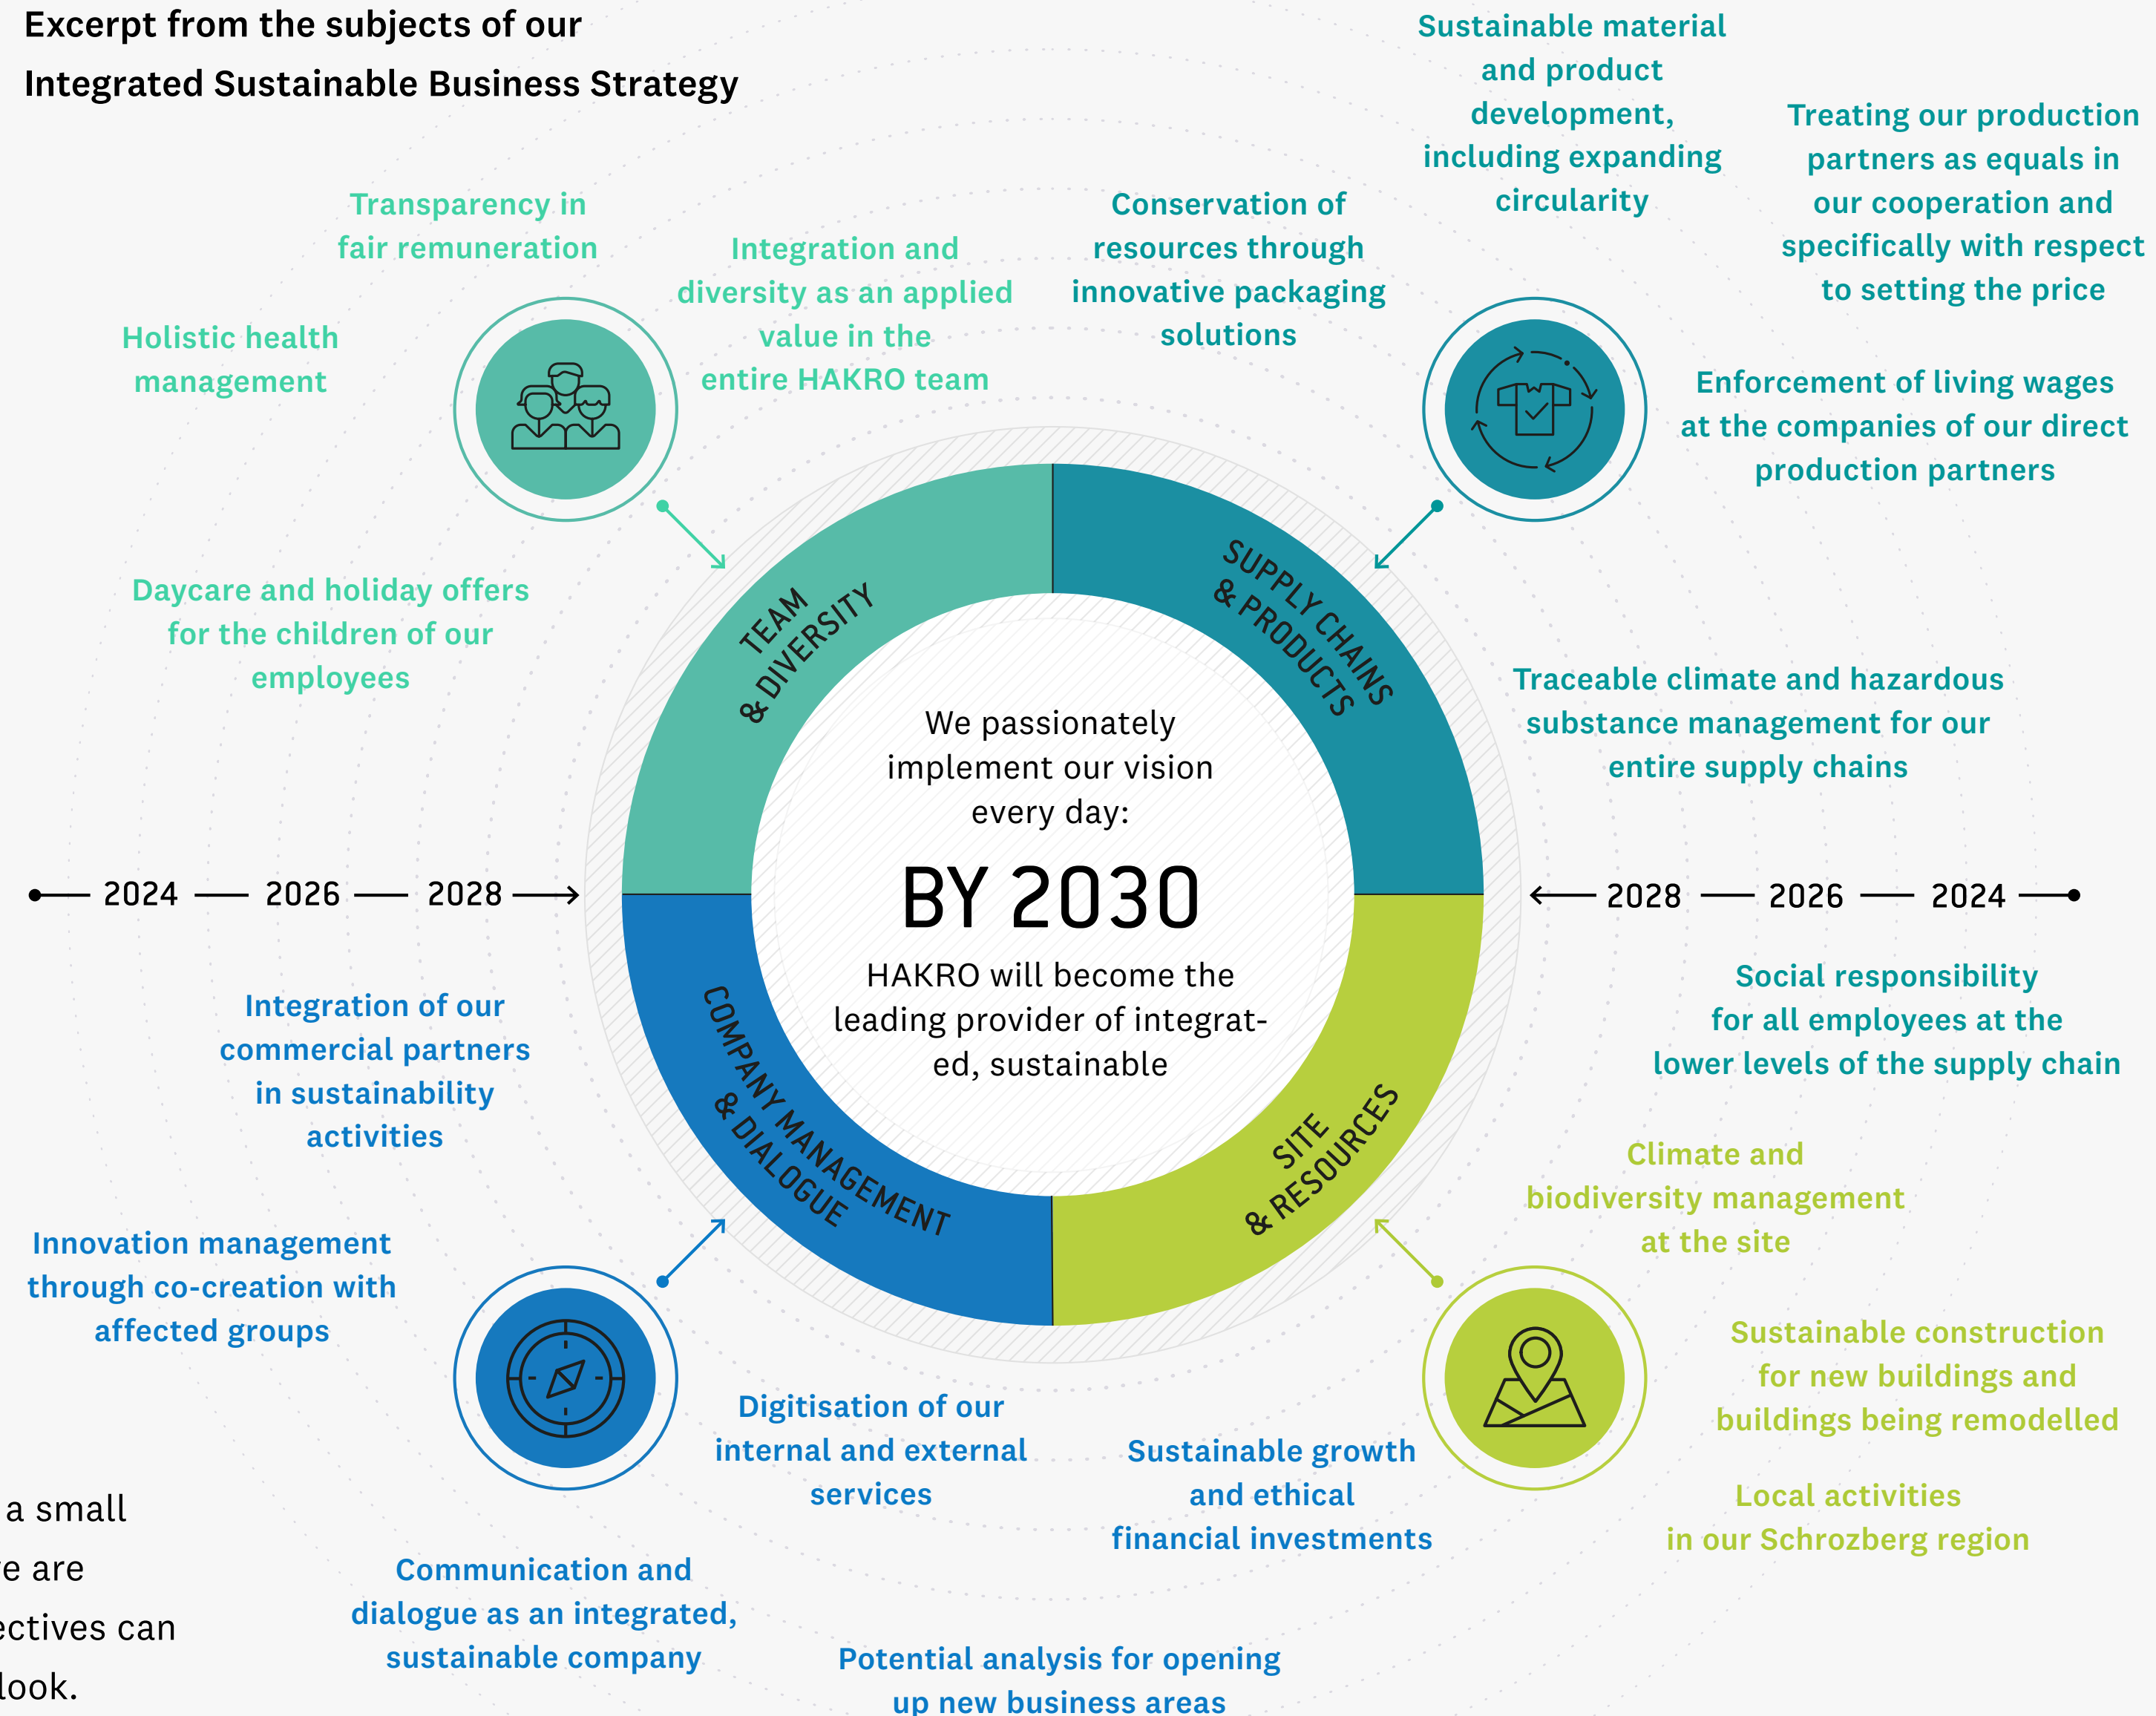 Excerpt from the subjects of our
Integrated Sustainable Business Strategy
Transparency in
fair remuneration
Integration and
diversity as an applied
value in the
entire HAKRO team
Holistic health
management
Daycare and holiday offers
for the children of our
employees
Conservation of
resources through
innovative packaging
solutions
Sustainable material
and product
development,
including expanding
circularity
Treating our production
partners as equals in
our cooperation and
specifically with respect
to setting the price
Enforcement of living wages
at the companies of our direct
production partners
Traceable climate and hazardous
substance management for our
entire supply chains
TEAM
& DIVERSITY
SUPPLY CHAINS
& PRODUCTS
We passionately
implement our vision
every day:
BY 2030
HAKRO will become the
leading provider of integrat-
ed, sustainable
2024 2026 2028
2028 2026 2024
COMPANY MANAGEMENT
& DIALOGUE
SITE
& RESOURCES
Social responsibility
for all employees at the
lower levels of the supply chain
Integration of our
commercial partners
in sustainability
activities
Innovation management
through co-creation with
affected groups
Digitisation of our
internal and external
services
Communication and
dialogue as an integrated,
sustainable company
Potential analysis for opening
up new business areas
Sustainable growth
and ethical
financial investments
Climate and
biodiversity management
at the site
Sustainable construction
for new buildings and
buildings being remodelled
Local activities
in our Schrozberg region
a small
are
can
look.